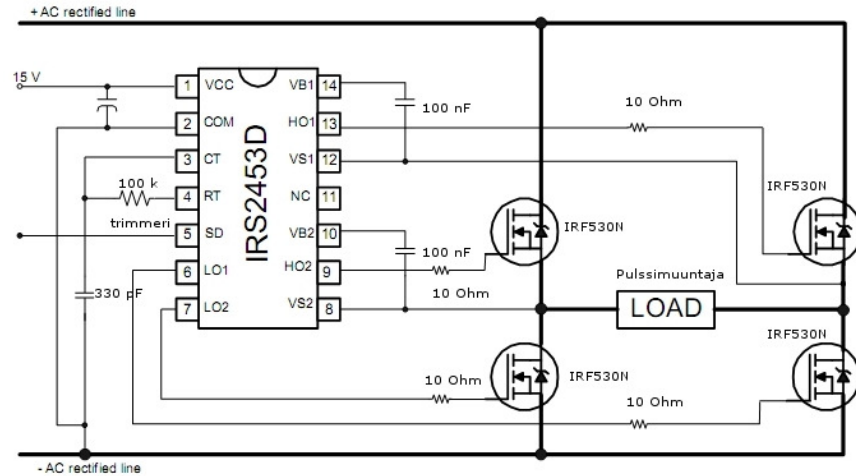 + AC rectified line
15 V
1 VCC
2 COM
3 CT
4 RT
5 SD
6 LO1
7 LO2
IRS2453D
VB1 14
HO1 13
VS1 12
NC 11
VB2 10
HO2 9
VS2 8
100 k
trimmeri
330 pF
100 nF
10 Ohm
100 nF
10 Ohm
IRF530N
IRF530N
Pulssimuuntaja
LOAD
IRF530N
IRF530N
10 Ohm
10 Ohm
- AC rectified line